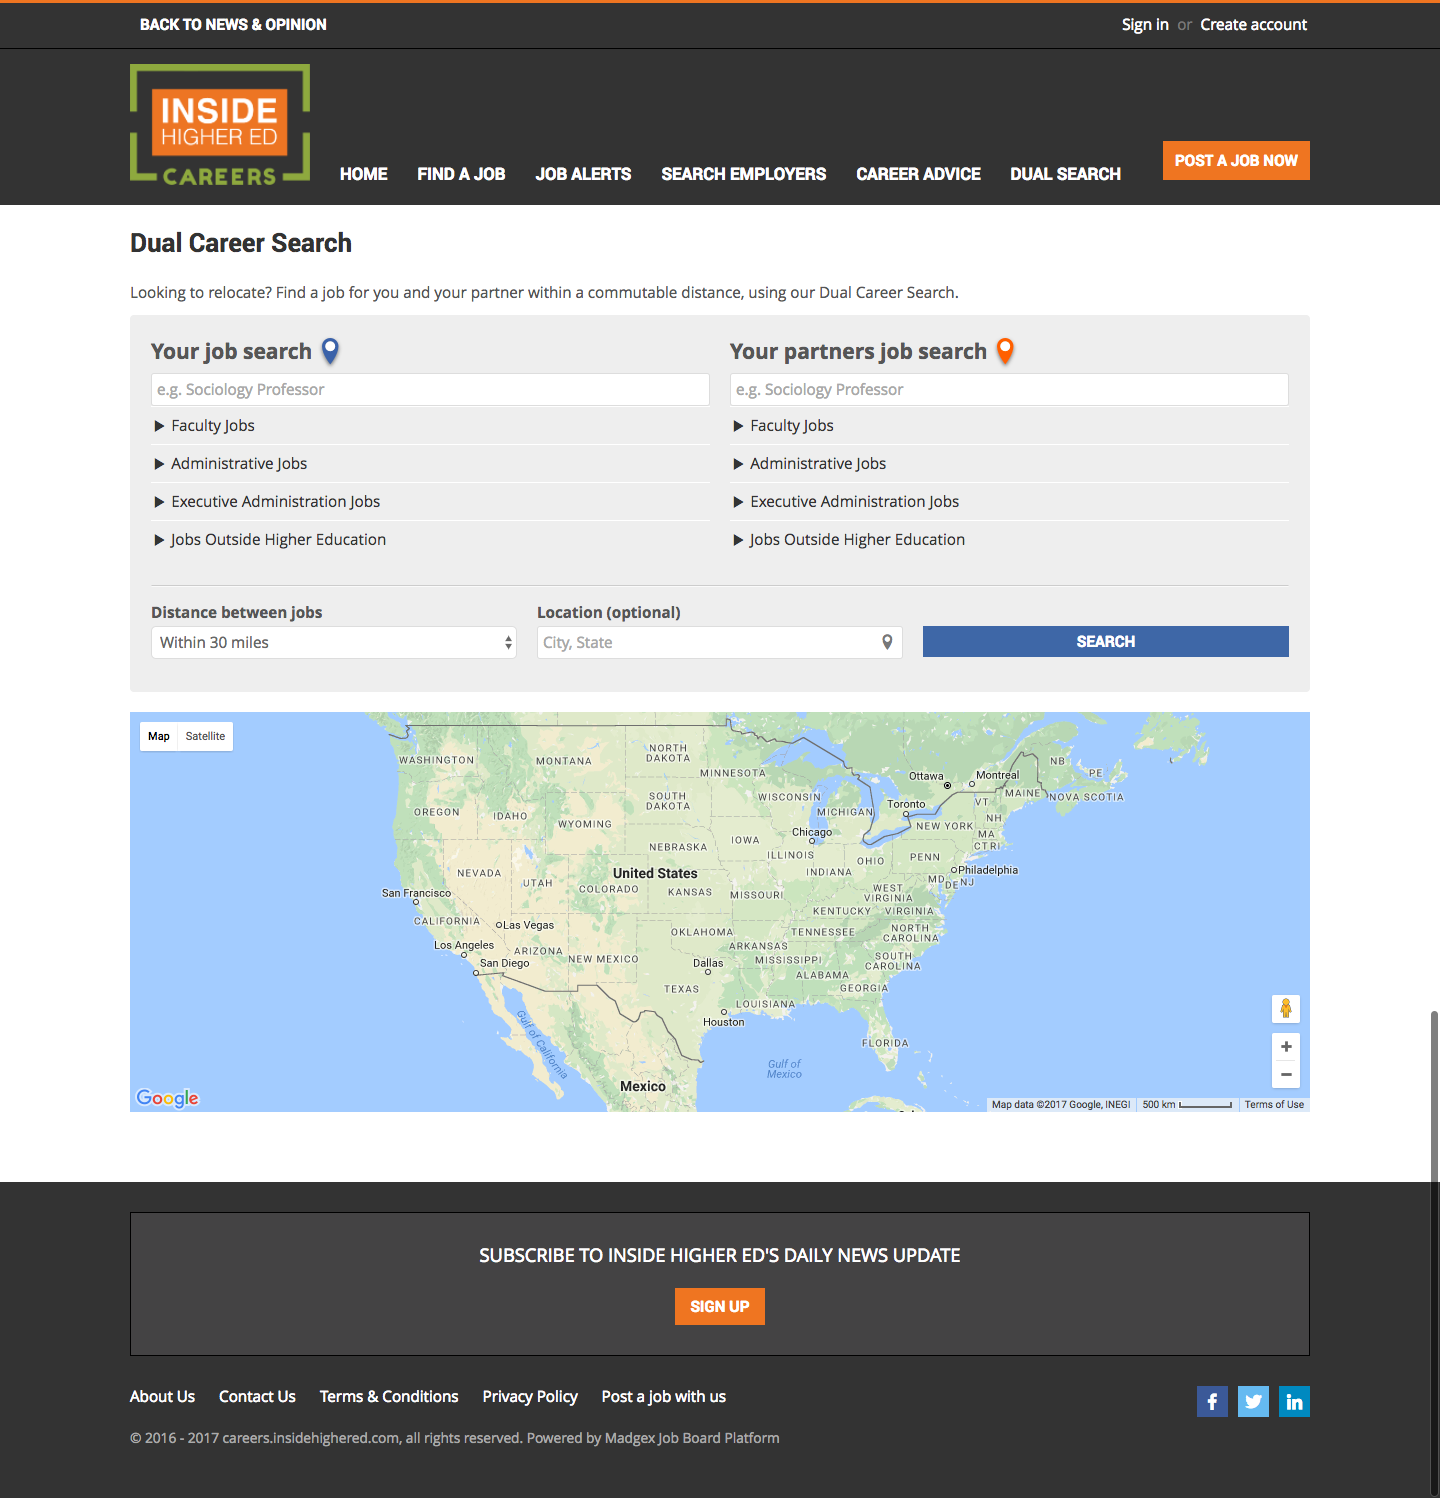 BACK TO NEWS & OPINION
Sign in or Create account
INSIDE
HIGHER ED
CAREERS
HOME FIND A JOB JOB ALERTS SEARCH EMPLOYERS CAREER ADVICE DUAL SEARCH
POST A JOB NOW
Dual Career Search
Looking to relocate? Find a job for you and your partner within a commutable distance, using our Dual Career Search.
Your job search
e.g. Sociology Professor
Faculty Jobs
Administrative Jobs
Executive Administration Jobs
Jobs Outside Higher Education
Your partners job search
e.g. Sociology Professor
Faculty Jobs
Administrative Jobs
Executive Administration Jobs
Jobs Outside Higher Education
Distance between jobs
Within 30 miles
Location (optional)
City, State
SEARCH
Map Satellite
WASHINGTON
MONTANA
NORTH
DAKOTA
MINNESOTA
Ottawa
Montreal
NB
PE
OREGON
IDAHO
WYOMING
SOUTH
DAKOTA
WISCONSIN
MICHIGAN
Toronto
VT
MAINE
NOVA SCOTIA
NEW YORK
NH
MA
CT RI
Chicago
IOWA
NEBRASKA
ILLINOIS
INDIANA
OHIO
PENN
Philadelphia
NEVADA
UTAH
United States
COLORADO
KANSAS
MISSOURI
WEST
VIRGINIA
MD
DE
NJ
San Francisco
CALIFORNIA
Las Vegas
KENTUCKY
VIRGINIA
Los Angeles
ARIZONA
NEW MEXICO
OKLAHOMA
ARKANSAS
TENNESSEE
NORTH
CAROLINA
San Diego
Dallas
MISSISSIPPI
SOUTH
CAROLINA
TEXAS
ALABAMA
GEORGIA
LOUISIANA
Houston
FLORIDA
Gulf of California
Gulf of
Mexico
Mexico
Google
Map data ©2017 Google, INEGI 500 km Terms of Use
SUBSCRIBE TO INSIDE HIGHER ED'S DAILY NEWS UPDATE
SIGN UP
About Us Contact Us Terms & Conditions Privacy Policy Post a job with us
© 2016 - 2017 careers.insidehighered.com, all rights reserved. Powered by Madgex Job Board Platform